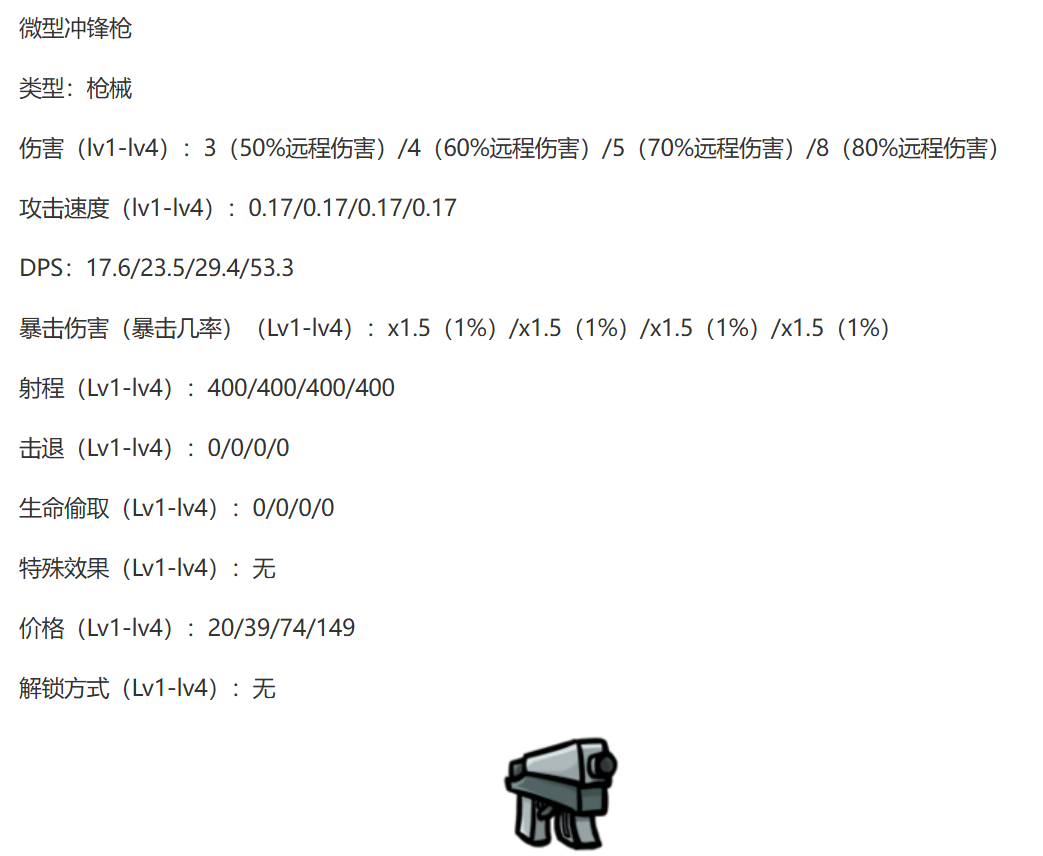 微型冲锋枪
类型：枪械
伤害（lv1-lv4）：3（50%远程伤害）/4（60%远程伤害）/5（70%远程伤害）/8（80%远程伤害）
攻击速度（lv1-lv4）：0.17/0.17/0.17/0.17
DPS：17.6/23.5/29.4/53.3
暴击伤害（暴击几率）（Lv1-lv4）：x1.5（1%）/x1.5（1%）/x1.5（1%）/x1.5（1%）
射程（Lv1-lv4）：400/400/400/400
击退（Lv1-lv4）：0/0/0/0
生命偷取（Lv1-lv4）：0/0/0/0
特殊效果（Lv1-lv4）：无
价格（Lv1-lv4）：20/39/74/149
解锁方式（Lv1-lv4）：无